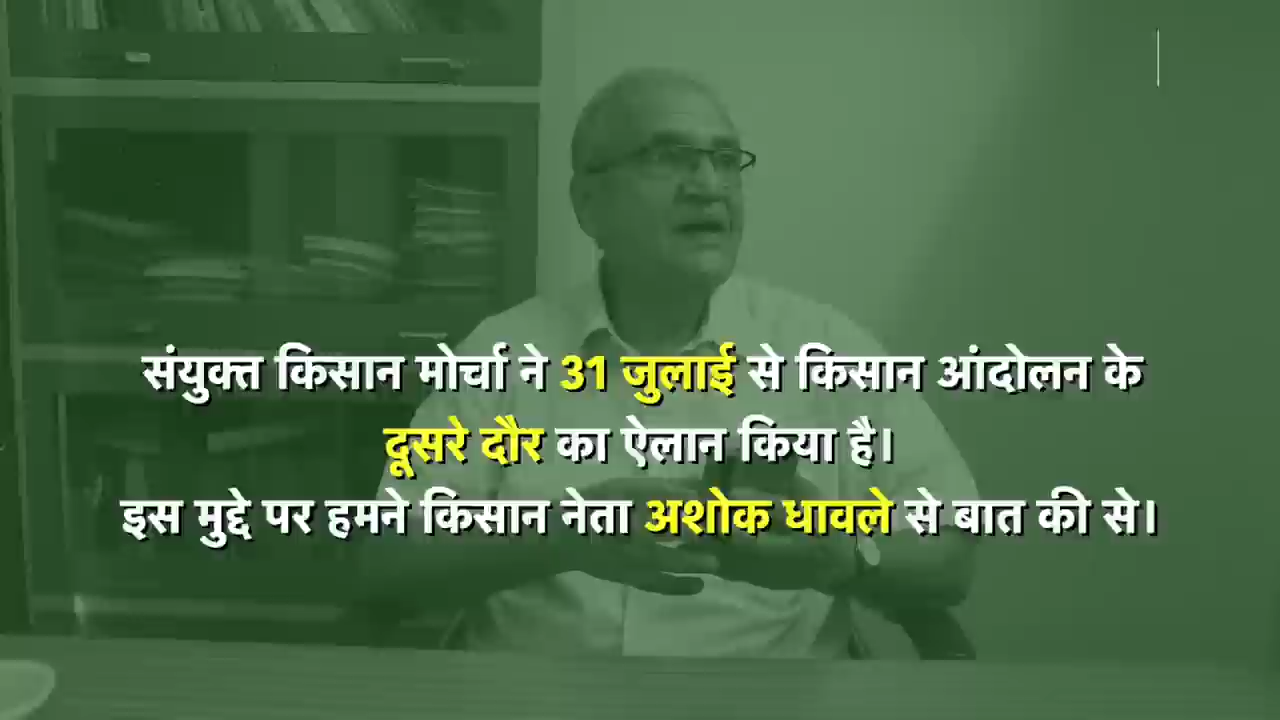 संयुक्त किसान मोर्चा ने 31 जुलाई से किसान आंदोलन के
दूसरे दौर का ऐलान किया है।
इस मुद्दे पर हमने किसान नेता अशोक धावले से बात की से।